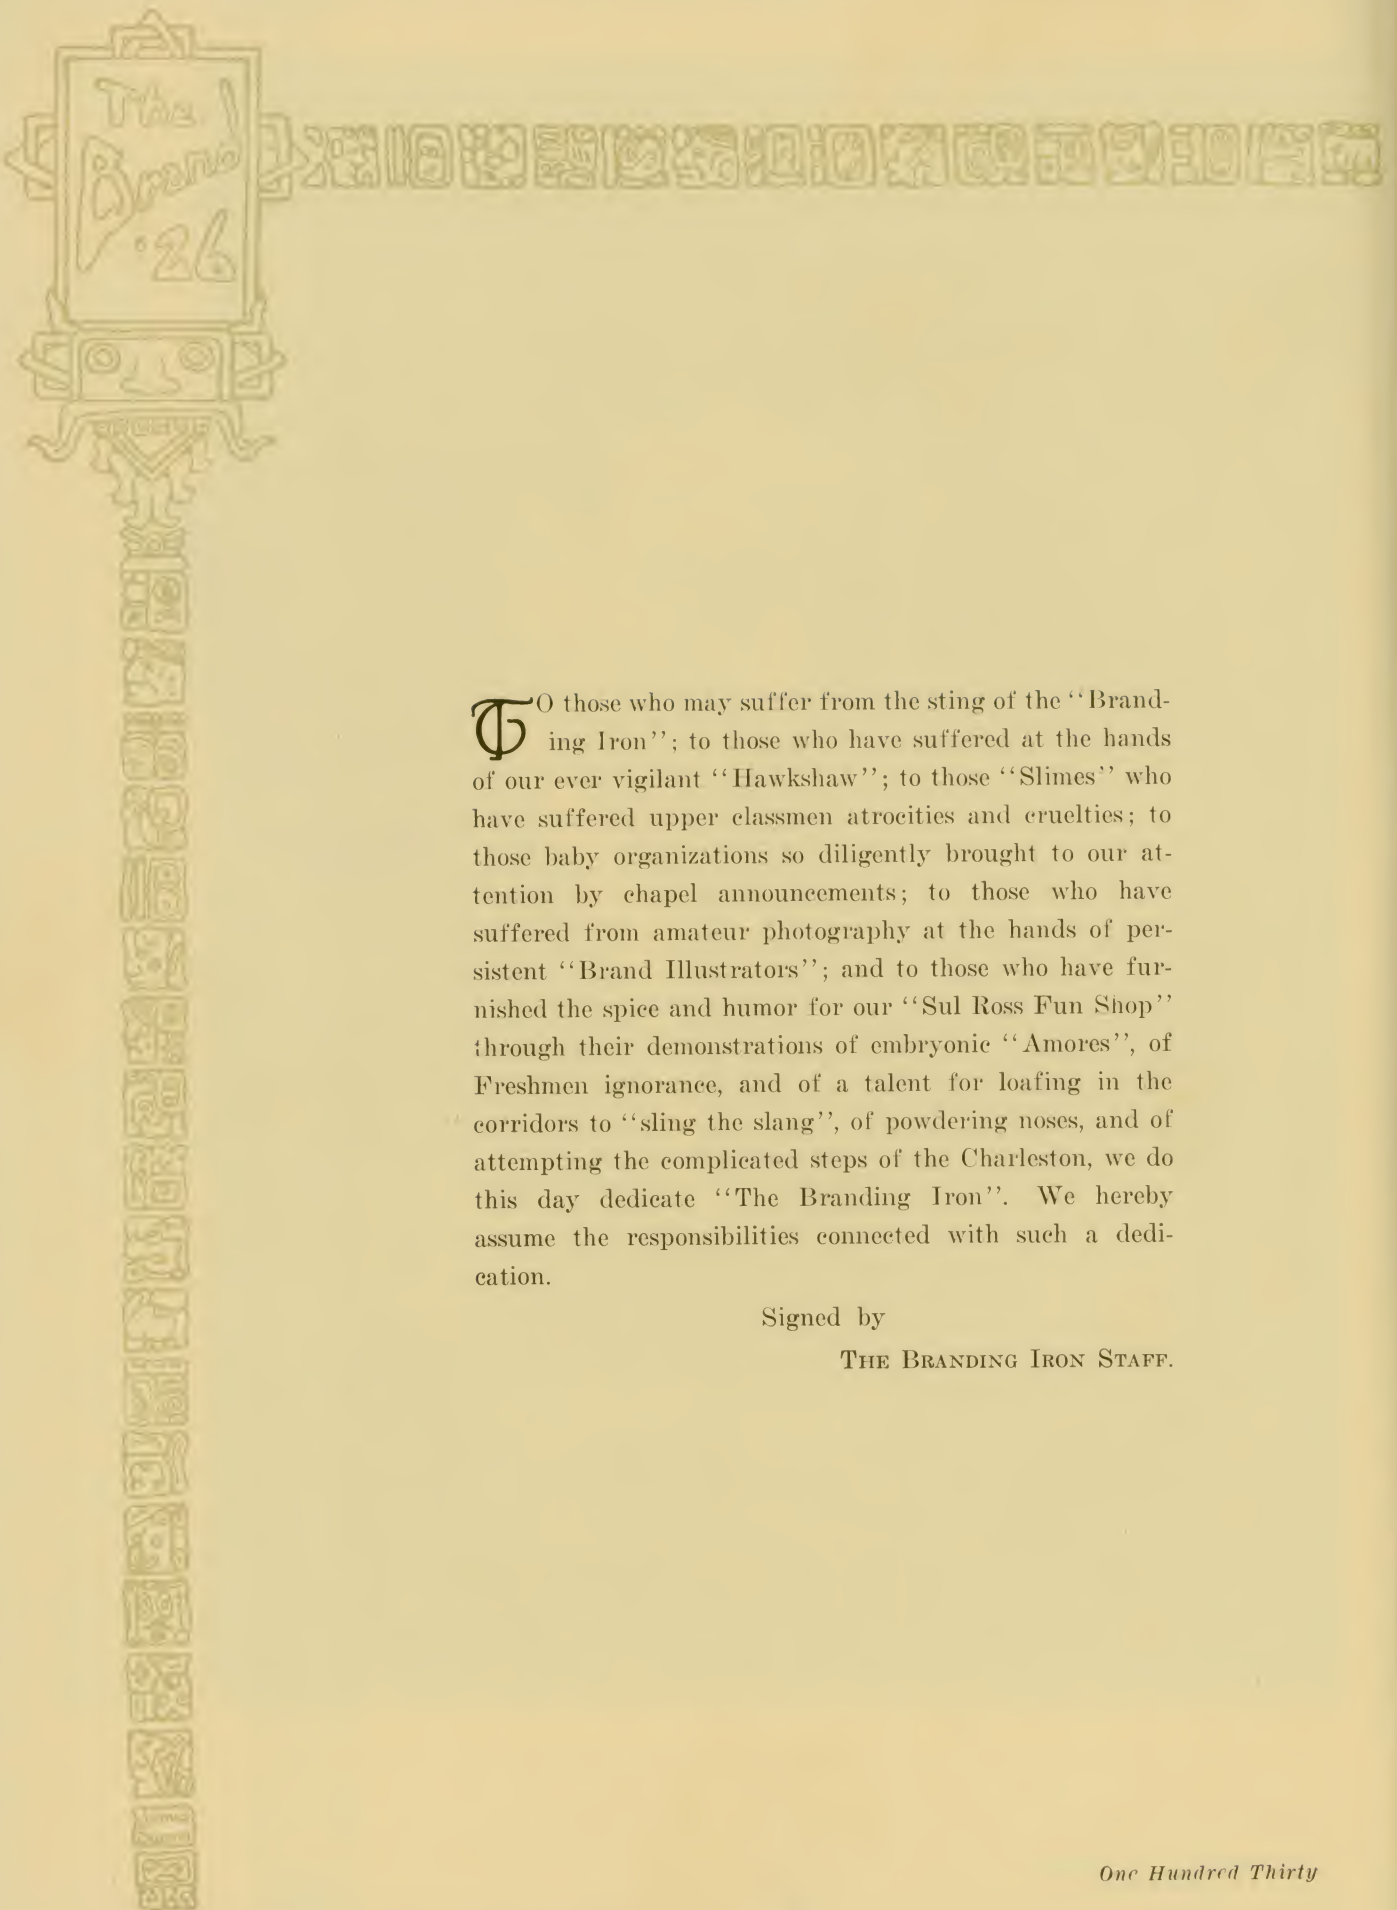 The
Brand
'26
TO those who may suffer from the sting of the "Brand-
ing Iron"; to those who have suffered at the hands
of our ever vigilant "Hawkshaw"; to those "Slimes" who
have suffered upper classmen atrocities and cruelties; to
those baby organizations so diligently brought to our at-
tention by chapel announcements; to those who have
suffered from amateur photography at the hands of per-
sistent "Brand Illustrators"; and to those who have fur-
nished the spice and humor for our "Sul Ross Fun Shop"
through their demonstrations of embryonic "Amores", of
Freshmen ignorance, and of a talent for loafing in the
corridors to "sling the slang", of powdering noses, and of
attempting the complicated steps of the Charleston, we do
this day dedicate "The Branding Iron". We hereby
assume the responsibilities connected with such a dedi-
cation.
Signed by
THE BRANDING IRON STAFF.
One Hundred Thirty